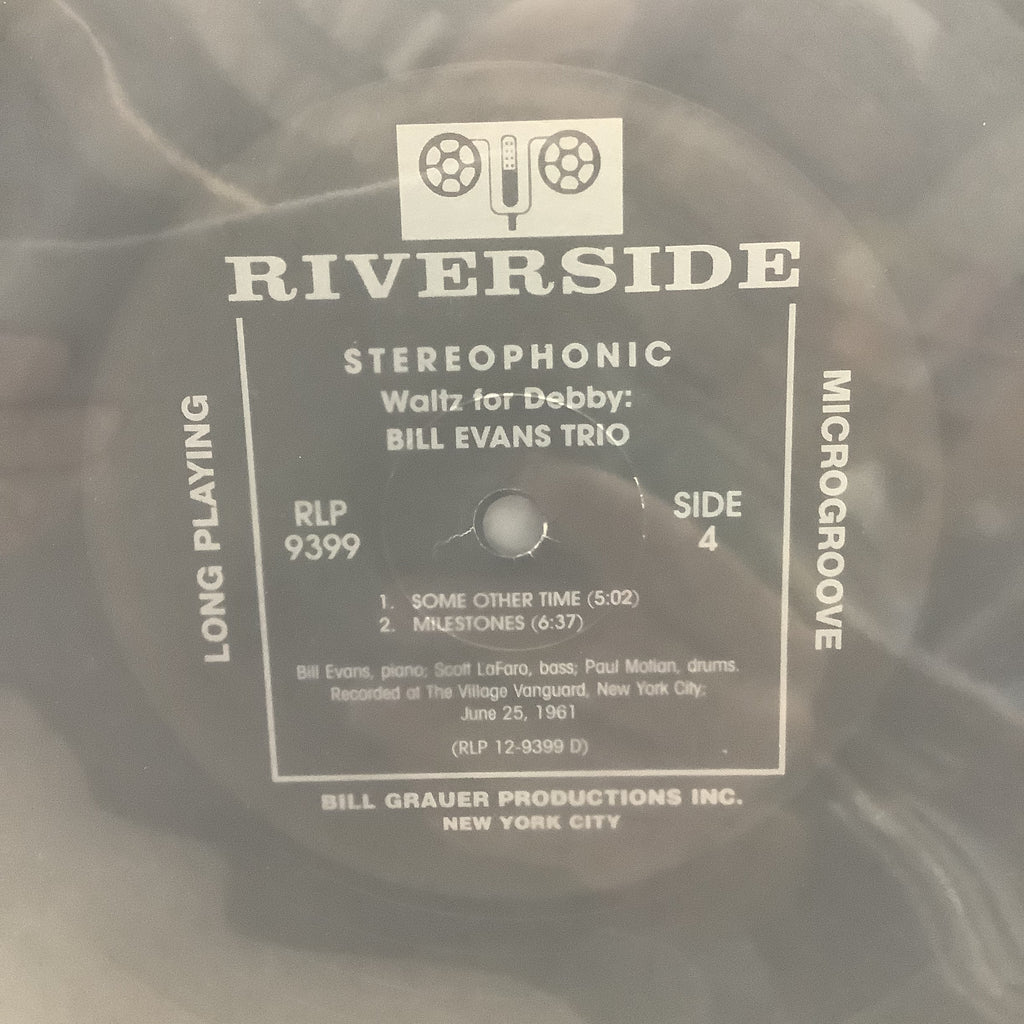 RIVERSIDE
STEREOPHONIC
Waltz for Debby:
BILL EVANS TRIO
LONG PLAYING
MICROGROOVE
RLP
9399
SIDE
4
1. SOME OTHER TIME (5:02)
2. MILESTONES (6:37)
Bill Evans, piano; Scott LaFaro, bass; Paul Motian, drums.
Recorded at The Village Vanguard, New York City;
June 25, 1961
(RLP 12-9399 D)
BILL GRAUER PRODUCTIONS INC.
NEW YORK CITY